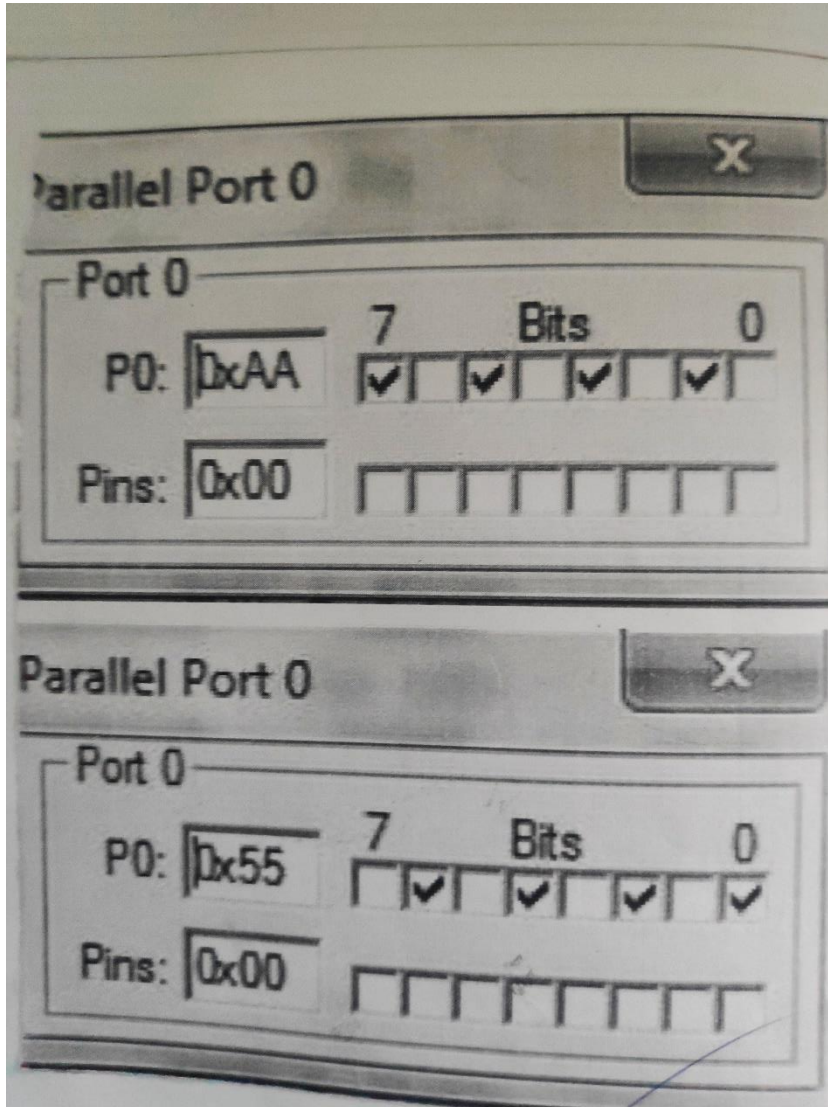 Parallel Port 0
Port 0
7 Bits 0
P0: 0xAA
Pins: 0x00
Parallel Port 0
Port 0
7 Bits 0
P0: 0x55
Pins: 0x00